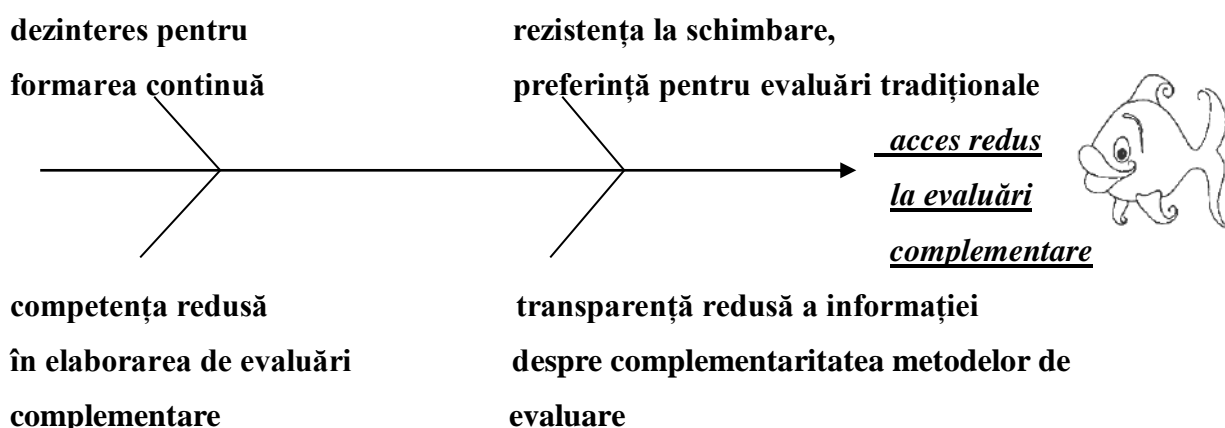 dezinteres pentru
formarea continuă
rezistența la schimbare,
preferință pentru evaluări tradiționale
acces redus
la evaluări
complementare
competența redusă
în elaborarea de evaluări
complementare
transparență redusă a informației
despre complementaritatea metodelor de
evaluare